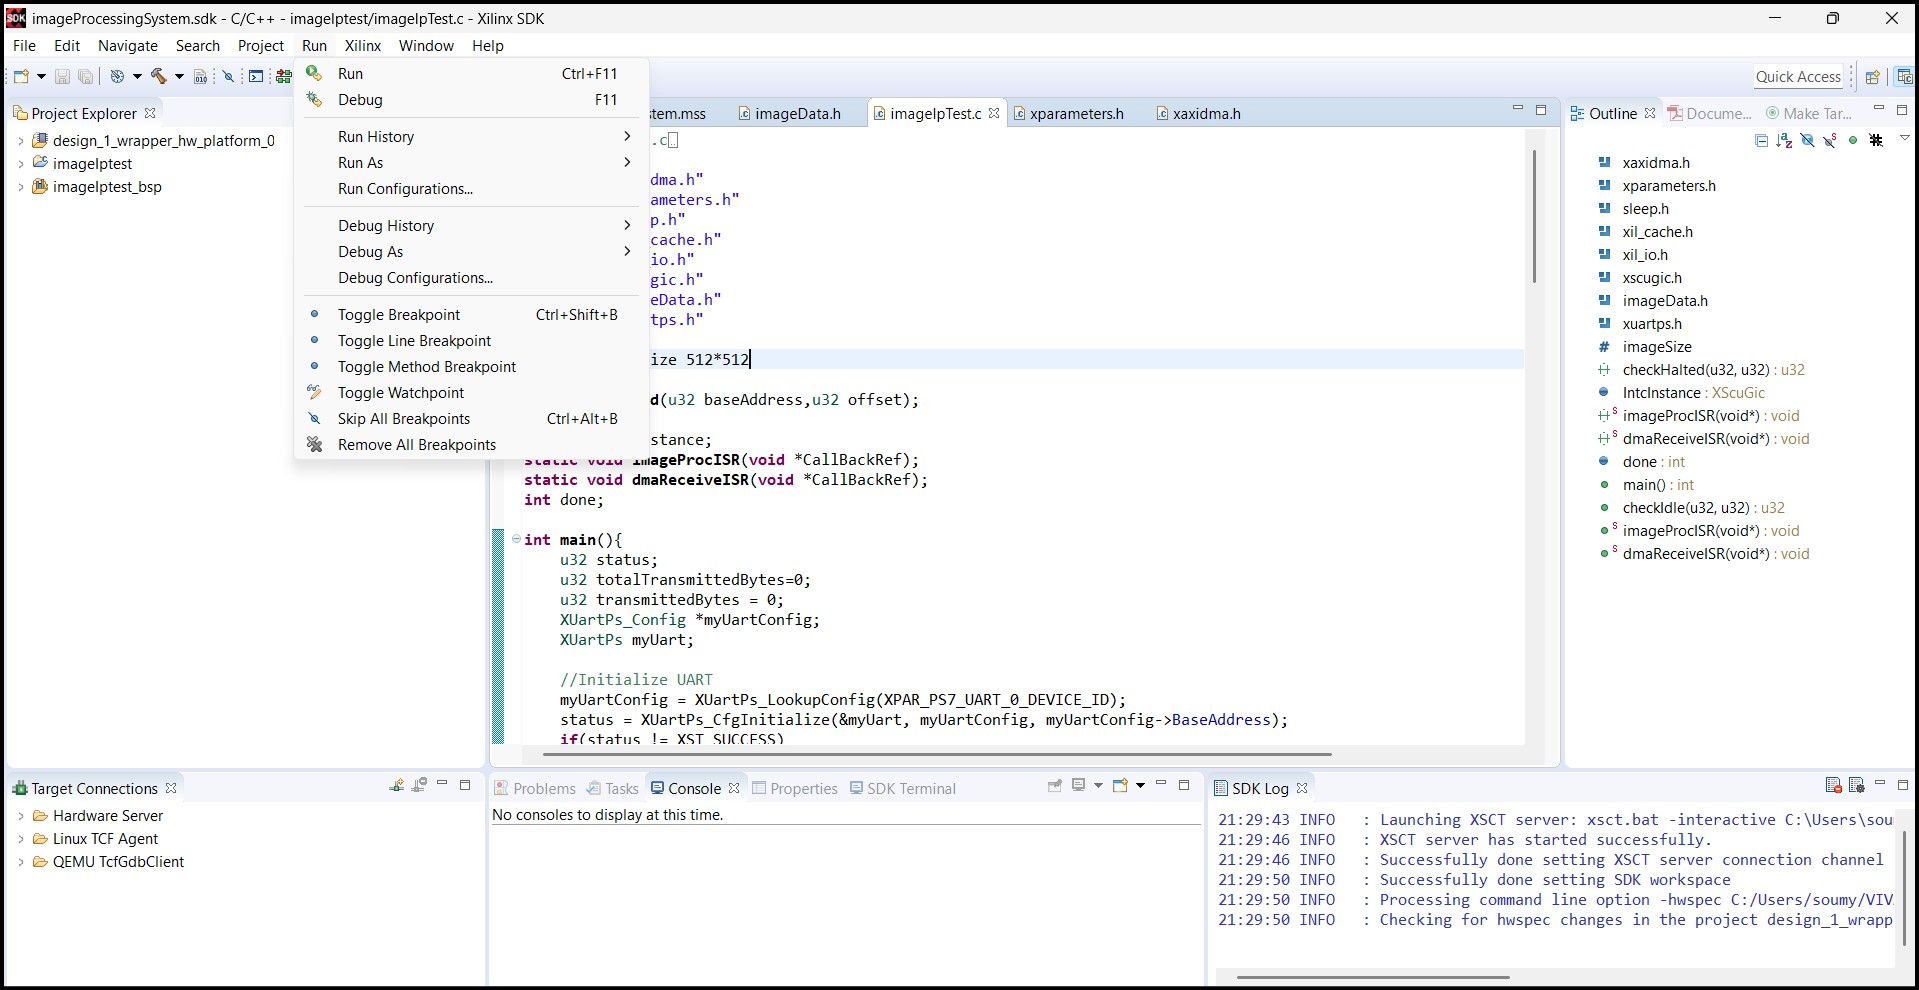 imageProcessingSystem.sdk - C/C++ - imageIptest/imageIpTest.c - Xilinx SDK
File Edit Navigate Search Project Run Xilinx Window Help
Quick Access
Run Ctrl+F11
Debug F11
Run History
Run As
Run Configurations...
Debug History
Debug As
Debug Configurations...
Toggle Breakpoint Ctrl+Shift+B
Toggle Line Breakpoint
Toggle Method Breakpoint
Toggle Watchpoint
Skip All Breakpoints Ctrl+Alt+B
Remove All Breakpoints
Project Explorer
design_1_wrapper_hw_platform_0
imageIptest
imageIptest_bsp
stem.mss imageData.h imageIpTest.c xparameters.h xaxidma.h
.c
dma.h"
ameters.h"
p.h"
cache.h"
io.h"
gic.h"
eData.h"
tps.h"
ize 512*512
d(u32 baseAddress,u32 offset);
stance;
static void imageProcISR(void *CallBackRef);
static void dmaReceiveISR(void *CallBackRef);
int done;
int main(){
u32 status;
u32 totalTransmittedBytes=0;
u32 transmittedBytes = 0;
XUartPs_Config *myUartConfig;
XUartPs myUart;
//Initialize UART
myUartConfig = XUartPs_LookupConfig(XPAR_PS7_UART_0_DEVICE_ID);
status = XUartPs_CfgInitialize(&myUart, myUartConfig, myUartConfig->BaseAddress);
if(status != XST_SUCCESS)
Outline Docume... Make Tar...
xaxidma.h
xparameters.h
sleep.h
xil_cache.h
xil_io.h
xscugic.h
imageData.h
xuartps.h
imageSize
checkHalted(u32, u32) : u32
IntcInstance : XScuGic
imageProcISR(void*) : void
dmaReceiveISR(void*) : void
done : int
main() : int
checkIdle(u32, u32) : u32
imageProcISR(void*) : void
dmaReceiveISR(void*) : void
Target Connections
Hardware Server
Linux TCF Agent
QEMU TcfGdbClient
Problems Tasks Console Properties SDK Terminal
No consoles to display at this time.
SDK Log
21:29:43 INFO : Launching XSCT server: xsct.bat -interactive C:\Users\sou
21:29:46 INFO : XSCT server has started successfully.
21:29:46 INFO : Successfully done setting XSCT server connection channel
21:29:50 INFO : Successfully done setting SDK workspace
21:29:50 INFO : Processing command line option -hwspec C:/Users/soumy/VIV
21:29:50 INFO : Checking for hwspec changes in the project design_1_wrapp